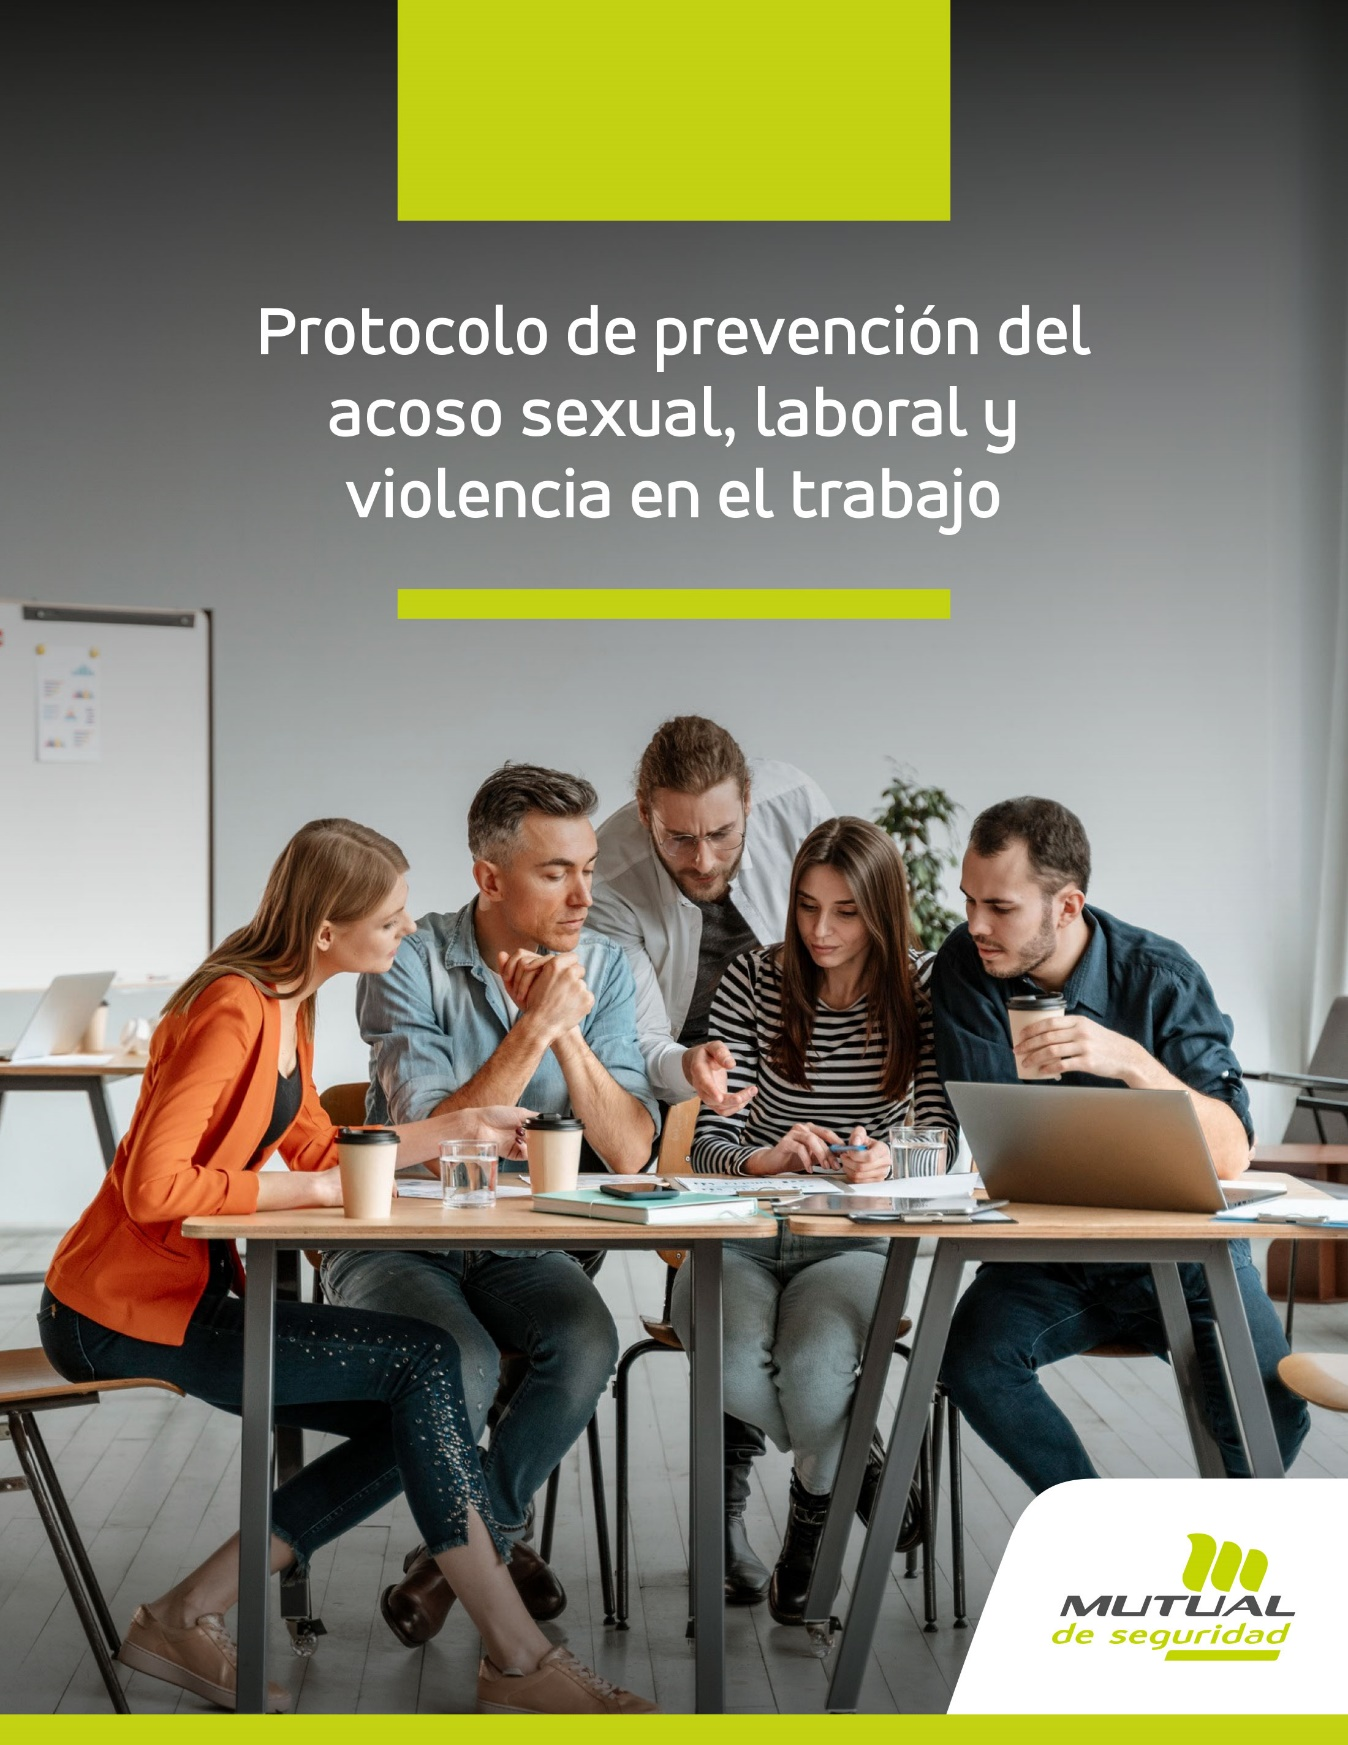 Protocolo de prevención del
acoso sexual, laboral y
violencia en el trabajo
MUTUAL
de seguridad